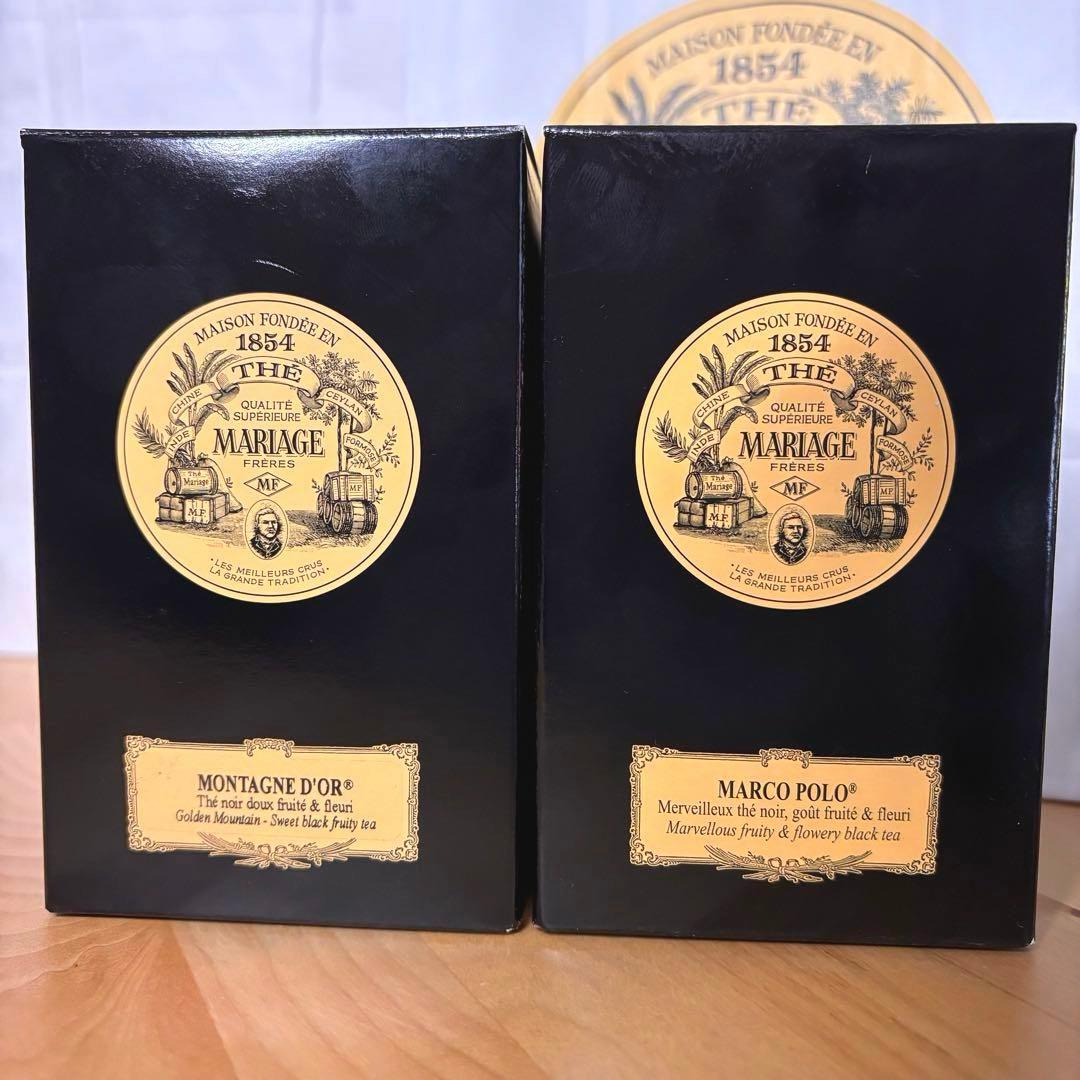 MAISON FONDÉE EN
1854
THÉ
MAISON FONDÉE EN
1854
THÉ
CHINE
CEYLAN
INDE
FORMOSE
QUALITÉ
SUPÉRIEURE
MARIAGE
FRÈRES
MF
Thé
Mariage
M.F.
MF
·LES MEILLEURS CRUS
LA GRANDE TRADITION·
MONTAGNE D'OR®
Thé noir doux fruité & fleuri
Golden Mountain - Sweet black fruity tea
MAISON FONDÉE EN
1854
THÉ
CHINE
CEYLAN
INDE
FORMOSE
QUALITÉ
SUPÉRIEURE
MARIAGE
FRÈRES
MF
Thé
Mariage
M.F.
MF
·LES MEILLEURS CRUS
LA GRANDE TRADITION·
MARCO POLO®
Merveilleux thé noir, goût fruité & fleuri
Marvellous fruity & flowery black tea